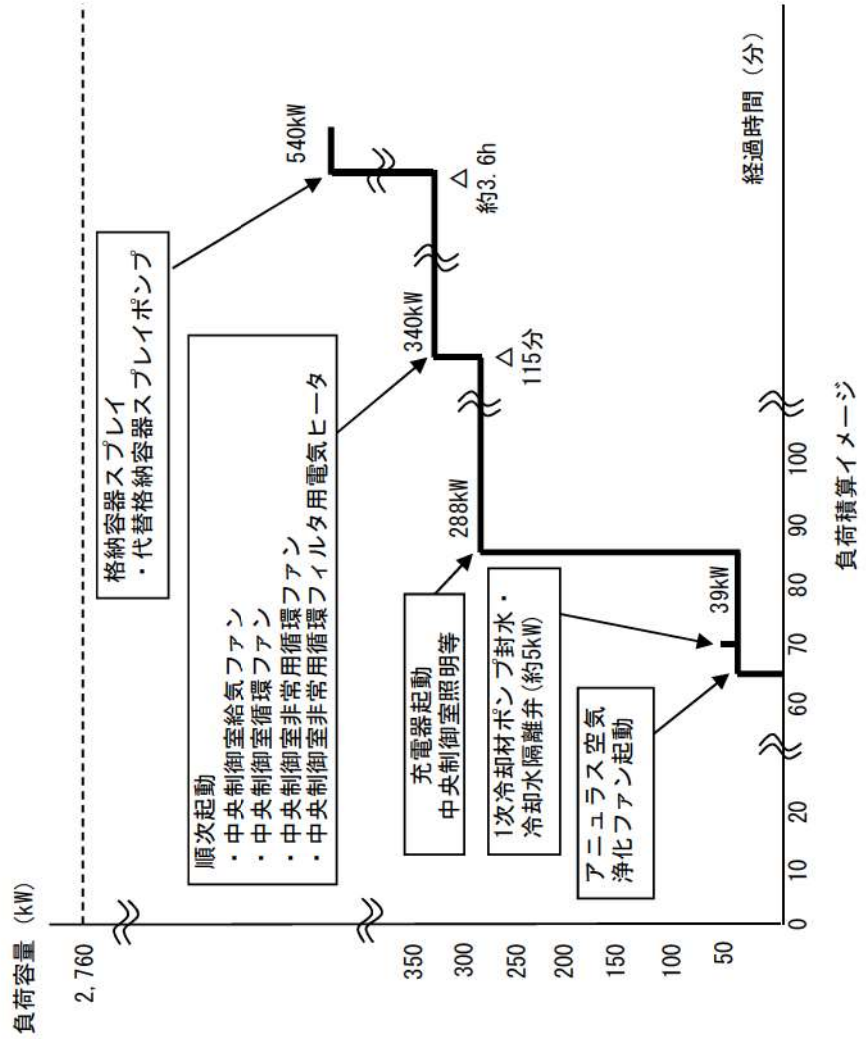 負荷容量 (kW)
2,760
350
300
250
200
150
100
50
格納容器スプレイ
・代替格納容器スプレイポンプ
540kW
順次起動
・中央制御室給気ファン
・中央制御室循環ファン
・中央制御室非常用循環ファン
・中央制御室非常用循環フィルタ用電気ヒータ
340kW
充電器起動
中央制御室照明等
288kW
1次冷却材ポンプ封水・
冷却水隔離弁(約5kW)
39kW
アニュラス空気
浄化ファン起動
△
115分
△
約3.6h
0
10
20
60
70
80
90
100
経過時間(分)
負荷積算イメージ